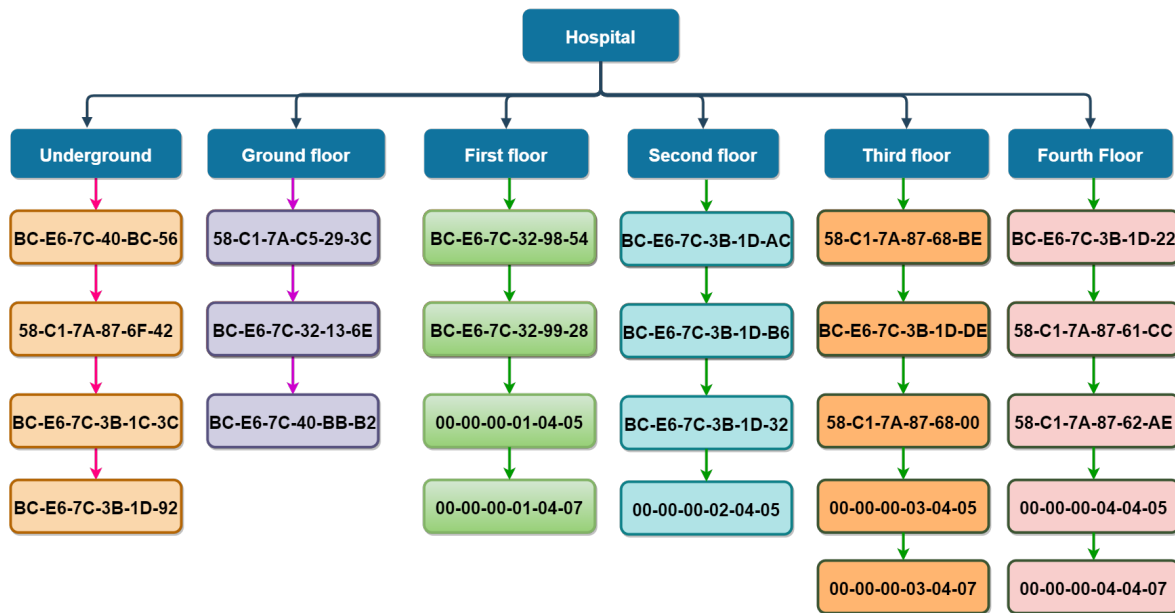 Hospital
Underground
Ground floor
First floor
Second floor
Third floor
Fourth Floor
BC-E6-7C-40-BC-56
58-C1-7A-C5-29-3C
BC-E6-7C-32-98-54
BC-E6-7C-3B-1D-AC
58-C1-7A-87-68-BE
BC-E6-7C-3B-1D-22
58-C1-7A-87-6F-42
BC-E6-7C-32-13-6E
BC-E6-7C-32-99-28
BC-E6-7C-3B-1D-B6
BC-E6-7C-3B-1D-DE
58-C1-7A-87-61-CC
BC-E6-7C-3B-1C-3C
BC-E6-7C-40-BB-B2
00-00-00-01-04-05
BC-E6-7C-3B-1D-32
58-C1-7A-87-68-00
58-C1-7A-87-62-AE
BC-E6-7C-3B-1D-92
00-00-00-01-04-07
00-00-00-02-04-05
00-00-00-03-04-05
00-00-00-04-04-05
00-00-00-03-04-07
00-00-00-04-04-07